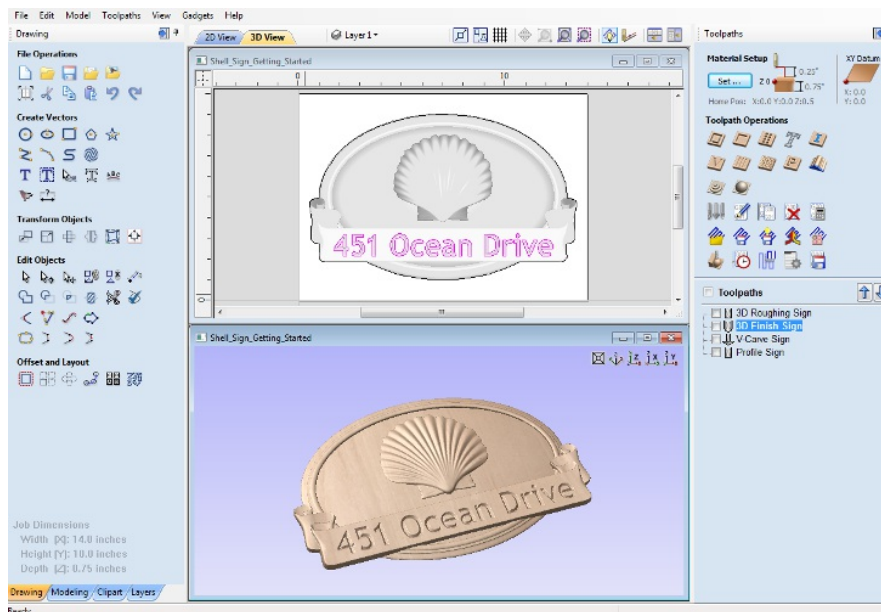 File Edit Model Toolpaths View Gadgets Help
Drawing
2D View 3D View Layer1
Toolpaths
File Operations
Shell_Sign_Getting_Started
0 10
451 Ocean Drive
Create Vectors
Transform Objects
Edit Objects
Offset and Layout
Job Dimensions
Width [X]: 14.0 inches
Height [Y]: 10.0 inches
Depth [Z]: 0.75 inches
Drawing Modeling Clipart Layers
Ready
Shell_Sign_Getting_Started
451 Ocean Drive
Material Setup
XY Datum
Set ...
Z 0
0.25"
0.75"
X: 0.0
Y: 0.0
Home Pos: X:0.0 Y:0.0 Z:0.5
Toolpath Operations
Toolpaths
3D Roughing Sign
3D Finish Sign
V-Carve Sign
Profile Sign